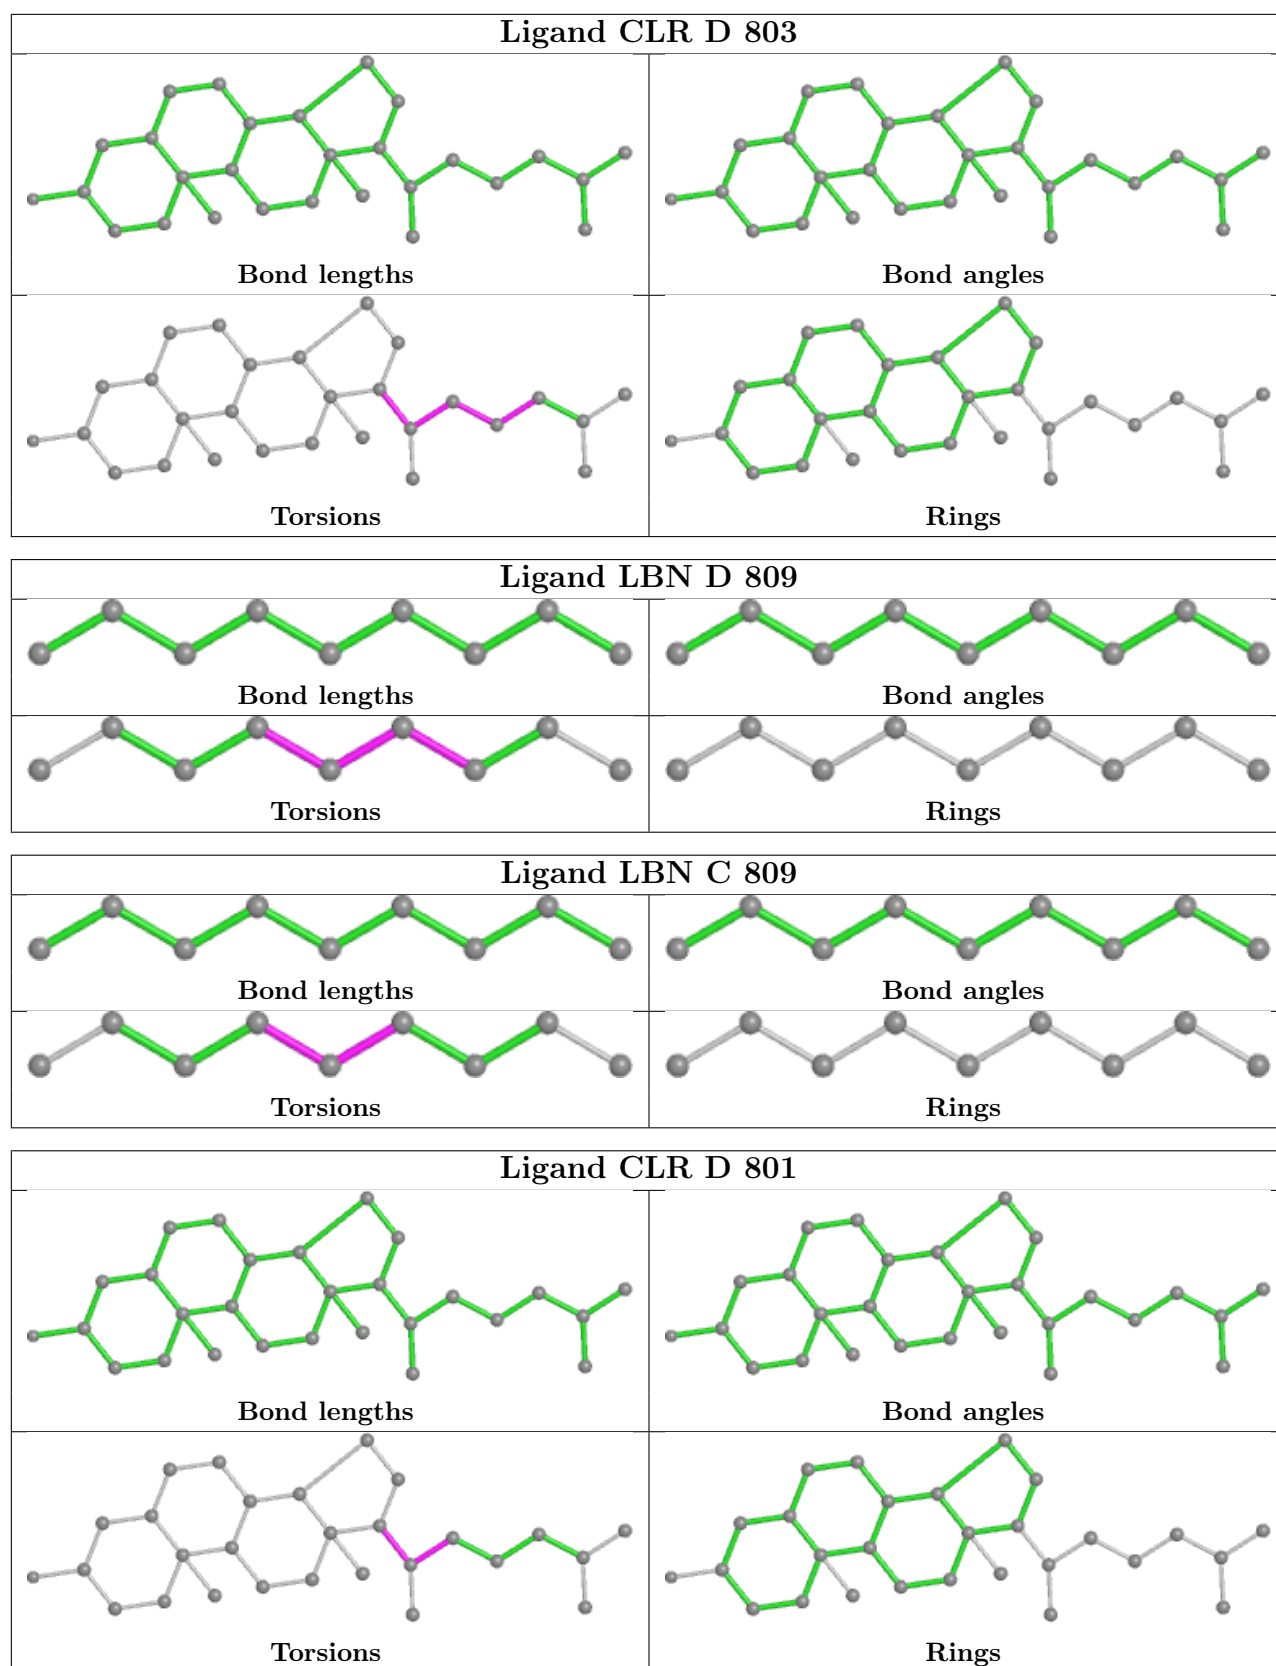 Ligand CLR D 803
Bond lengths
Bond angles
Torsions
Rings
Ligand LBN D 809
Bond lengths
Bond angles
Torsions
Rings
Ligand LBN C 809
Bond lengths
Bond angles
Torsions
Rings
Ligand CLR D 801
Bond lengths
Bond angles
Torsions
Rings